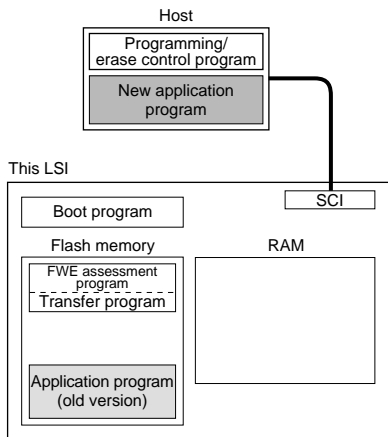 Host
Programming/
erase control program
New application
program
This LSI
SCI
Boot program
Flash memory
RAM
FWE assessment
program
Transfer program
Application program
(old version)